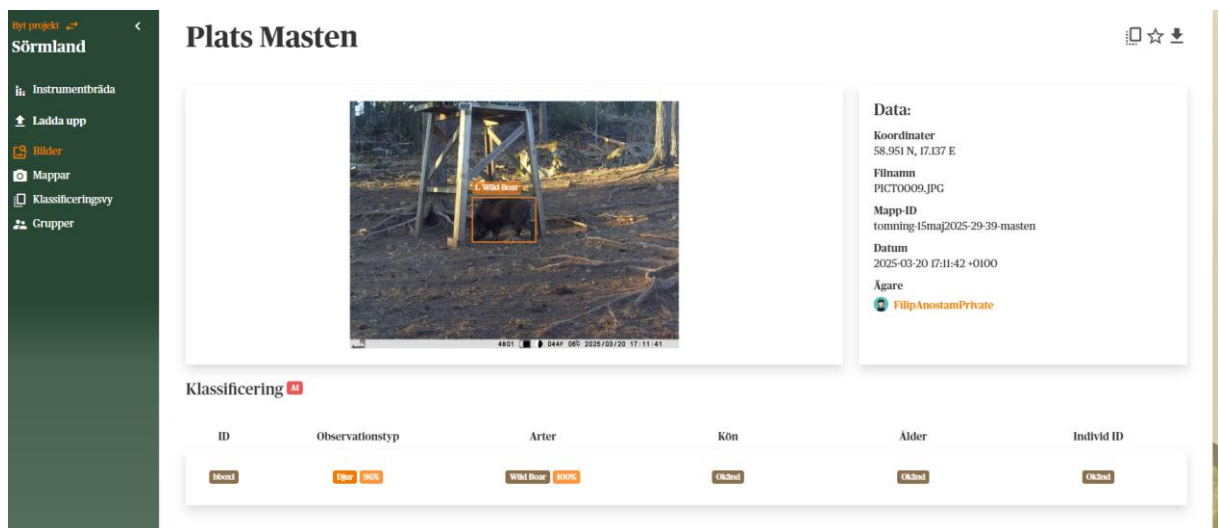 Byt projekt
Sörmland
Instrumentbräda
Ladda upp
Bilder
Mappar
Klassificeringsvy
Grupper
Plats Masten
1. Wild Boar
4801 044F 06C 2025/03/20 17:11:41
Data:
Koordinater
58.951 N, 17.137 E
Filnamn
PICT0009.JPG
Mapp-ID
tomning-15maj2025-29-39-masten
Datum
2025-03-20 17:11:42 +0100
Ägare
FilipAnostamPrivate
Klassificering AI
ID Observationstyp Arter Kön Ålder Individ ID
bbox1 Djur 96% Wild Boar 100% Okänd Okänd Okänd